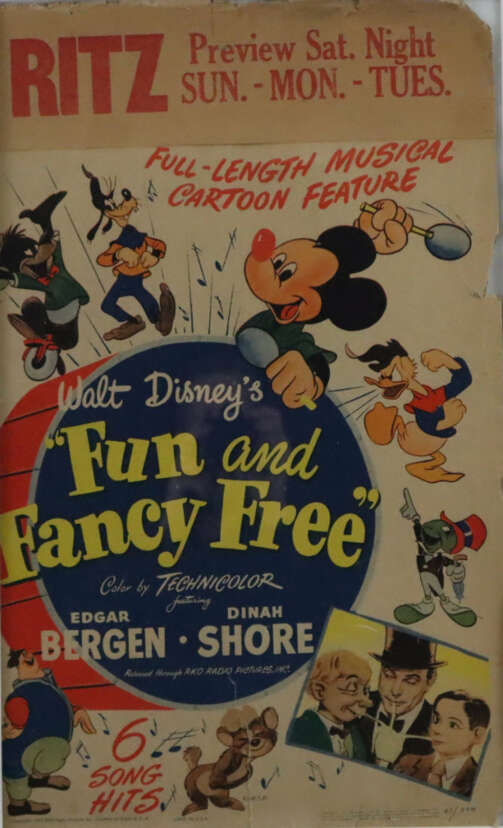 RITZ
Preview Sat. Night
SUN. - MON. - TUES.
FULL-LENGTH MUSICAL
CARTOON FEATURE
Walt Disney's
"Fun and
Fancy Free"
Color by TECHNICOLOR
featuring
EDGAR DINAH
BERGEN · SHORE
Released through RKO RADIO PICTURES, INC.
6
SONG
HITS